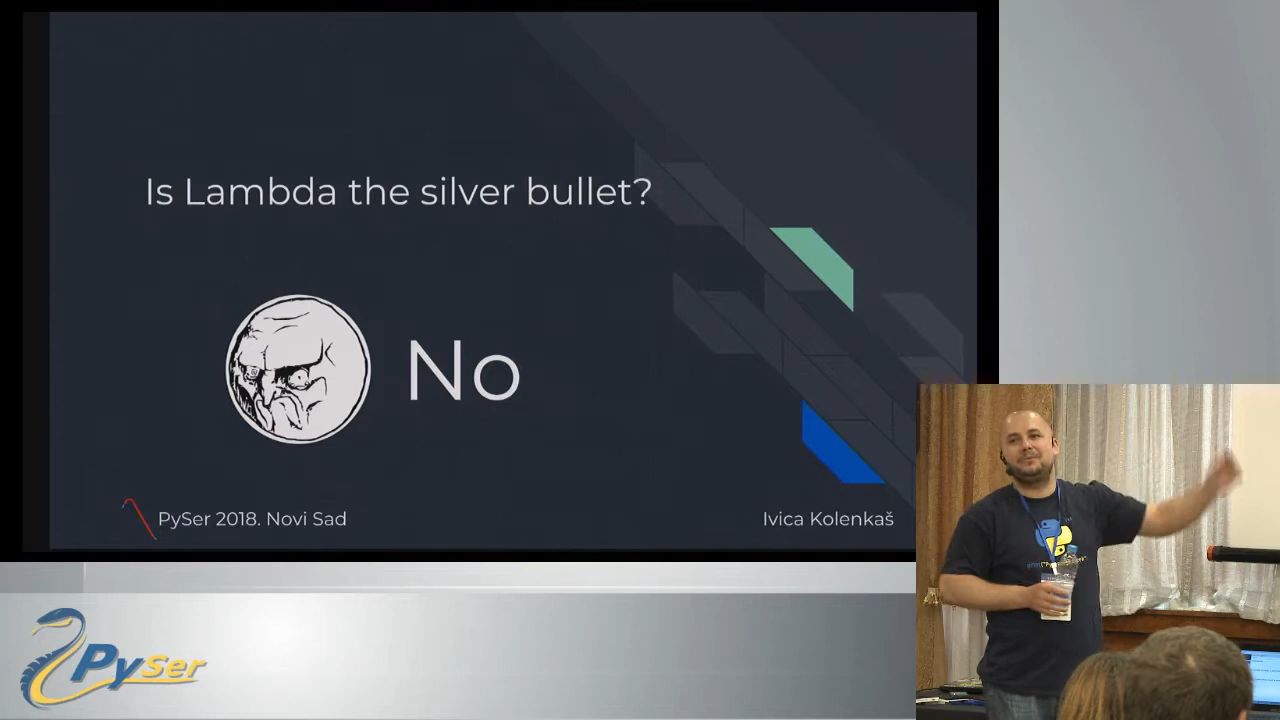 Is Lambda the silver bullet?
No
PySer 2018. Novi Sad
Ivica Kolenkaš
PySer